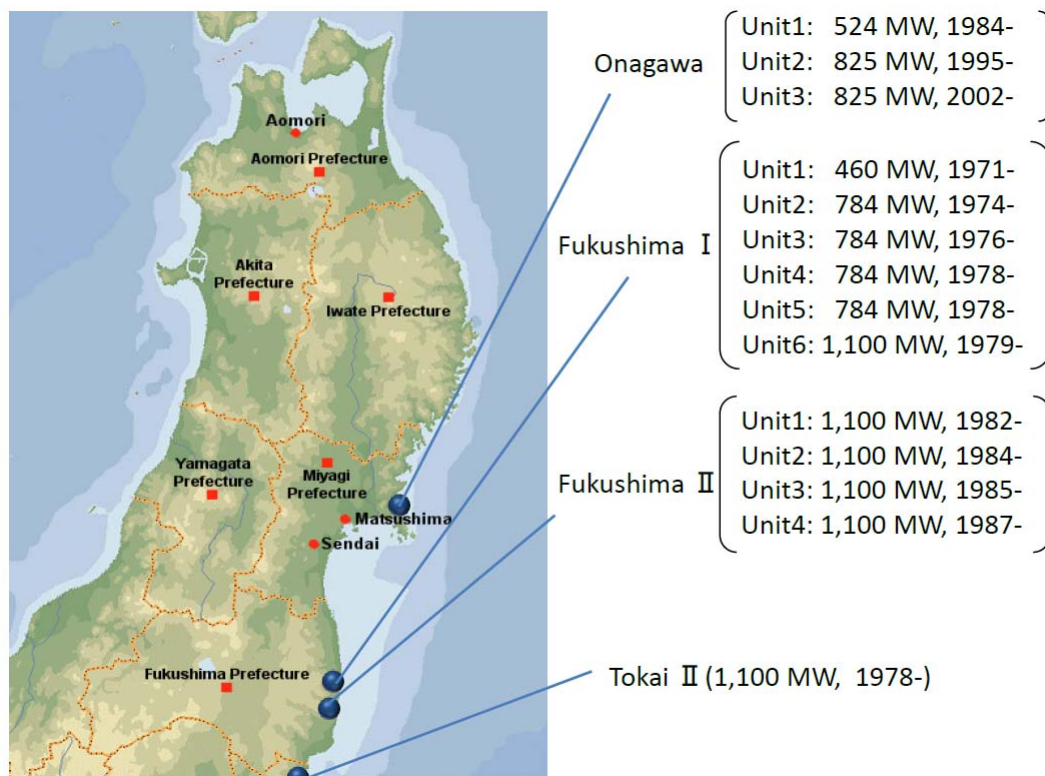 Aomori
Aomori Prefecture
Akita
Prefecture
Iwate Prefecture
Yamagata
Prefecture
Miyagi
Prefecture
Matsushima
Sendai
Fukushima Prefecture
Onagawa
Unit1: 524 MW, 1984-
Unit2: 825 MW, 1995-
Unit3: 825 MW, 2002-
Fukushima Ⅰ
Unit1: 460 MW, 1971-
Unit2: 784 MW, 1974-
Unit3: 784 MW, 1976-
Unit4: 784 MW, 1978-
Unit5: 784 MW, 1978-
Unit6: 1,100 MW, 1979-
Fukushima Ⅱ
Unit1: 1,100 MW, 1982-
Unit2: 1,100 MW, 1984-
Unit3: 1,100 MW, 1985-
Unit4: 1,100 MW, 1987-
Tokai Ⅱ (1,100 MW, 1978-)